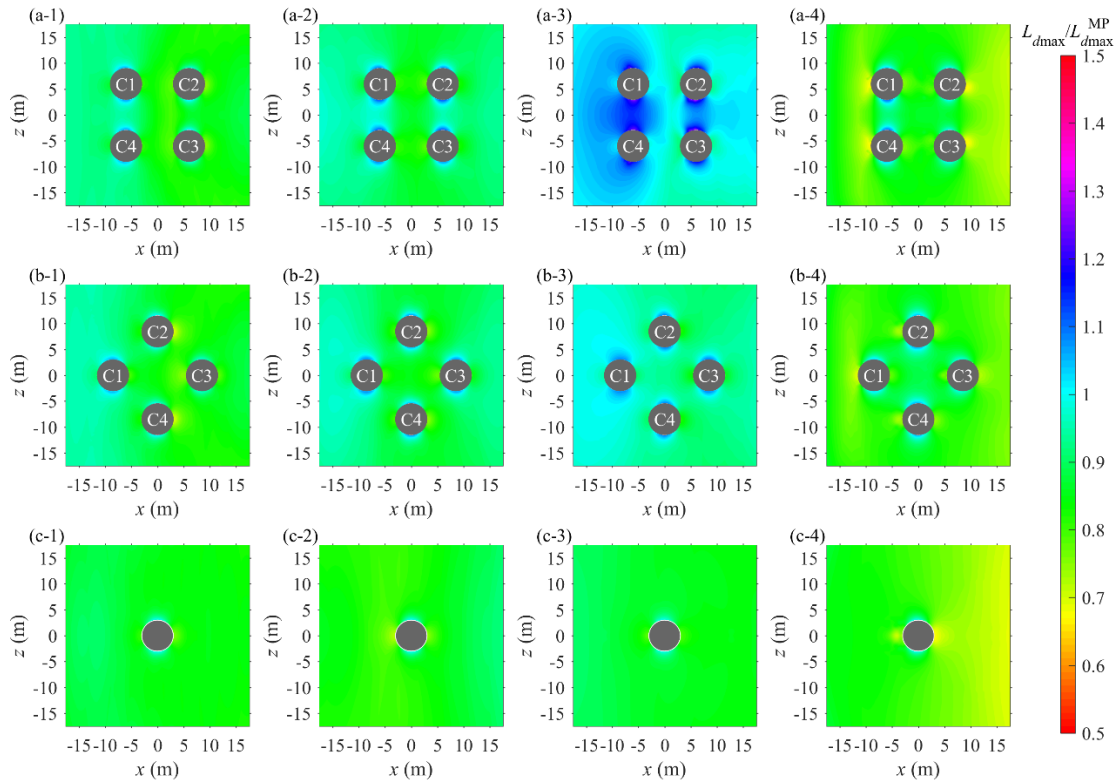 (a-1) (a-2) (a-3) (a-4) L_dmax/L_dmax^MP
15 15 15 15 1.5
10 C1 C2 10 C1 C2 10 C1 C2 10 C1 C2
z (m) 5 z (m) 5 z (m) 5 z (m) 5 1.4
0 0 0 0
-5 C4 C3 -5 C4 C3 -5 C4 C3 -5 C4 C3
-10 -10 -10 -10 1.3
-15 -15 -15 -15
-15-10 -5 0 5 10 15 -15-10 -5 0 5 10 15 -15-10 -5 0 5 10 15 -15-10 -5 0 5 10 15
x (m) x (m) x (m) x (m) 1.2
(b-1) (b-2) (b-3) (b-4)
15 15 15 15
10 C2 10 C2 10 C2 10 C2 1.1
z (m) 5 z (m) 5 z (m) 5 z (m) 5
0 C1 C3 0 C1 C3 0 C1 C3 0 C1 C3
-5 -5 -5 -5 1
-10 C4 -10 C4 -10 C4 -10 C4
-15 -15 -15 -15
-15-10 -5 0 5 10 15 -15-10 -5 0 5 10 15 -15-10 -5 0 5 10 15 -15-10 -5 0 5 10 15 0.9
x (m) x (m) x (m) x (m)
(c-1) (c-2) (c-3) (c-4) 0.8
15 15 15 15
10 10 10 10
z (m) 5 z (m) 5 z (m) 5 z (m) 5 0.7
0 0 0 0
-5 -5 -5 -5
-10 -10 -10 -10 0.6
-15 -15 -15 -15
-15-10 -5 0 5 10 15 -15-10 -5 0 5 10 15 -15-10 -5 0 5 10 15 -15-10 -5 0 5 10 15 0.5
x (m) x (m) x (m) x (m)